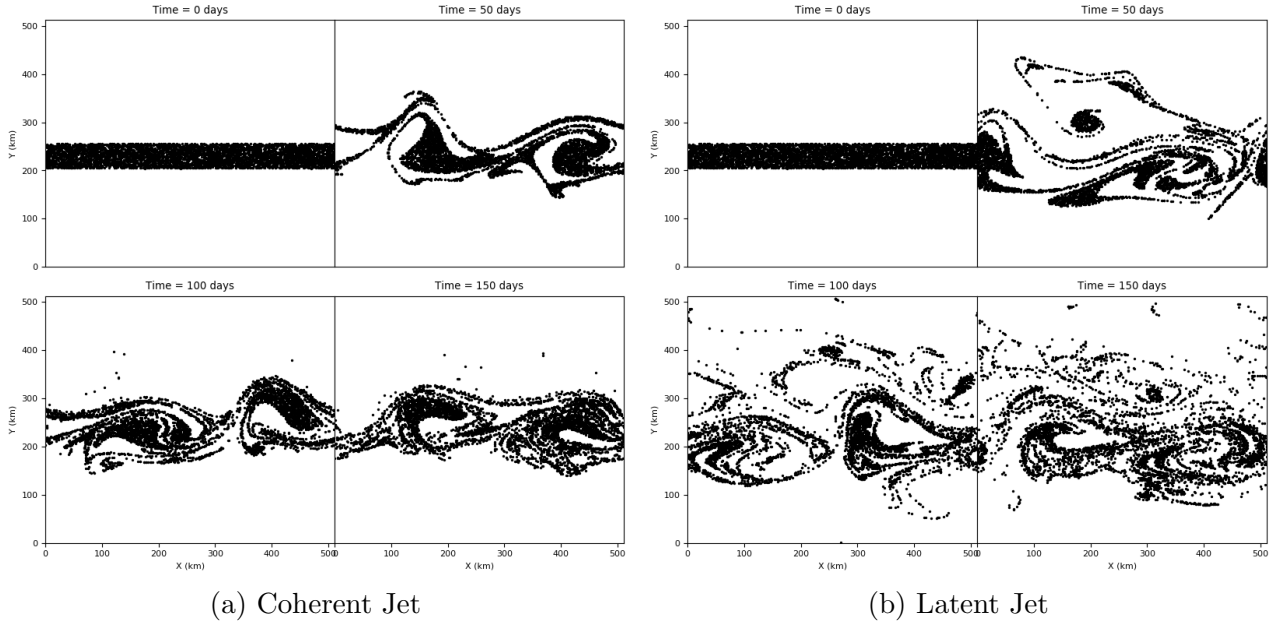 Time = 0 days
Time = 50 days
Time = 0 days
Time = 50 days
500
400
300
200
100
0
Y (km)
500
400
300
200
100
0
Y (km)
Time = 100 days
Time = 150 days
Time = 100 days
Time = 150 days
500
400
300
200
100
0
Y (km)
500
400
300
200
100
0
Y (km)
0 100 200 300 400 500 0 100 200 300 400 500
0 100 200 300 400 500 0 100 200 300 400 500
X (km) X (km)
X (km) X (km)
(a) Coherent Jet
(b) Latent Jet